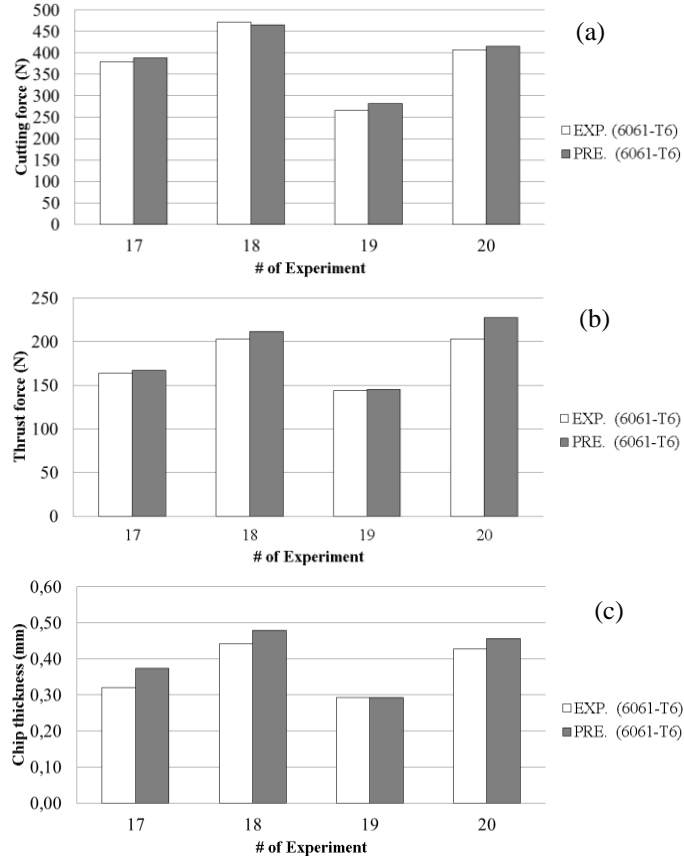 (a)
Cutting force (N)
500
450
400
350
300
250
200
150
100
50
0
17 18 19 20
# of Experiment
EXP. (6061-T6)
PRE. (6061-T6)
(b)
Thrust force (N)
250
200
150
100
50
0
17 18 19 20
# of Experiment
EXP. (6061-T6)
PRE. (6061-T6)
(c)
Chip thickness (mm)
0,60
0,50
0,40
0,30
0,20
0,10
0,00
17 18 19 20
# of Experiment
EXP. (6061-T6)
PRE. (6061-T6)